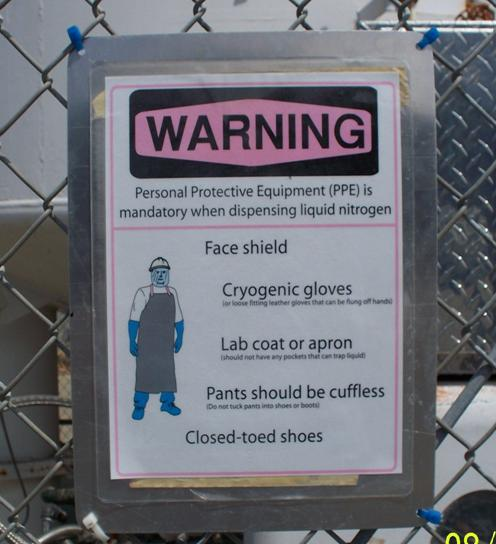 WARNING
Personal Protective Equipment (PPE) is
mandatory when dispensing liquid nitrogen
Face shield
Cryogenic gloves
(or loose fitting leather gloves that can be flung off hands)
Lab coat or apron
(should not have any pockets that can trap liquid)
Pants should be cuffless
(Do not tuck pants into shoes or boots)
Closed-toed shoes